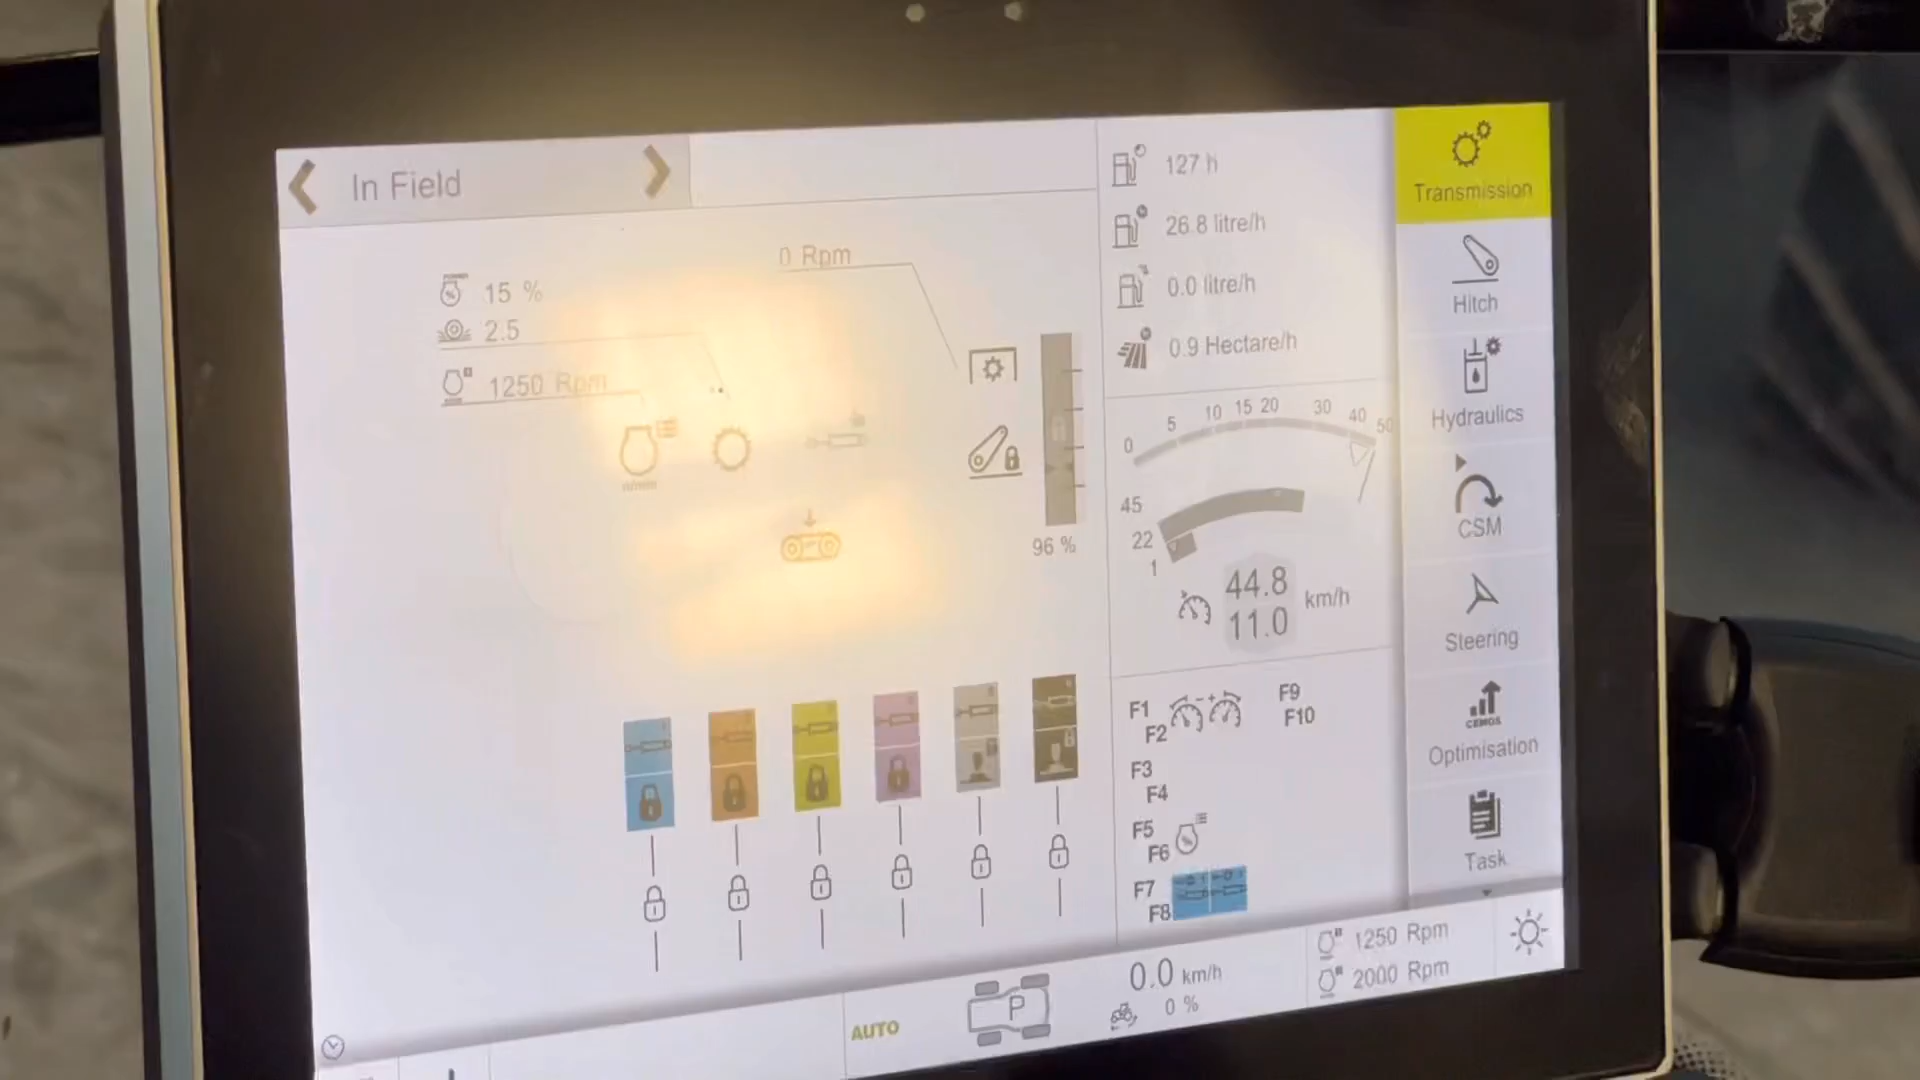 In Field
POWER
15 %
2.5
1250 Rpm
0 Rpm
n/min
96 %
127 h
26.8 litre/h
0.0 litre/h
0.9 Hectare/h
0 5 10 15 20 30 40 50
45
22
1
44.8
11.0
km/h
F1
F2
F3
F4
F5
F6
F7
F8
F9
F10
Transmission
Hitch
Hydraulics
CSM
Steering
CEMOS
Optimisation
Task
AUTO
P
0.0 km/h
0 %
1250 Rpm
2000 Rpm